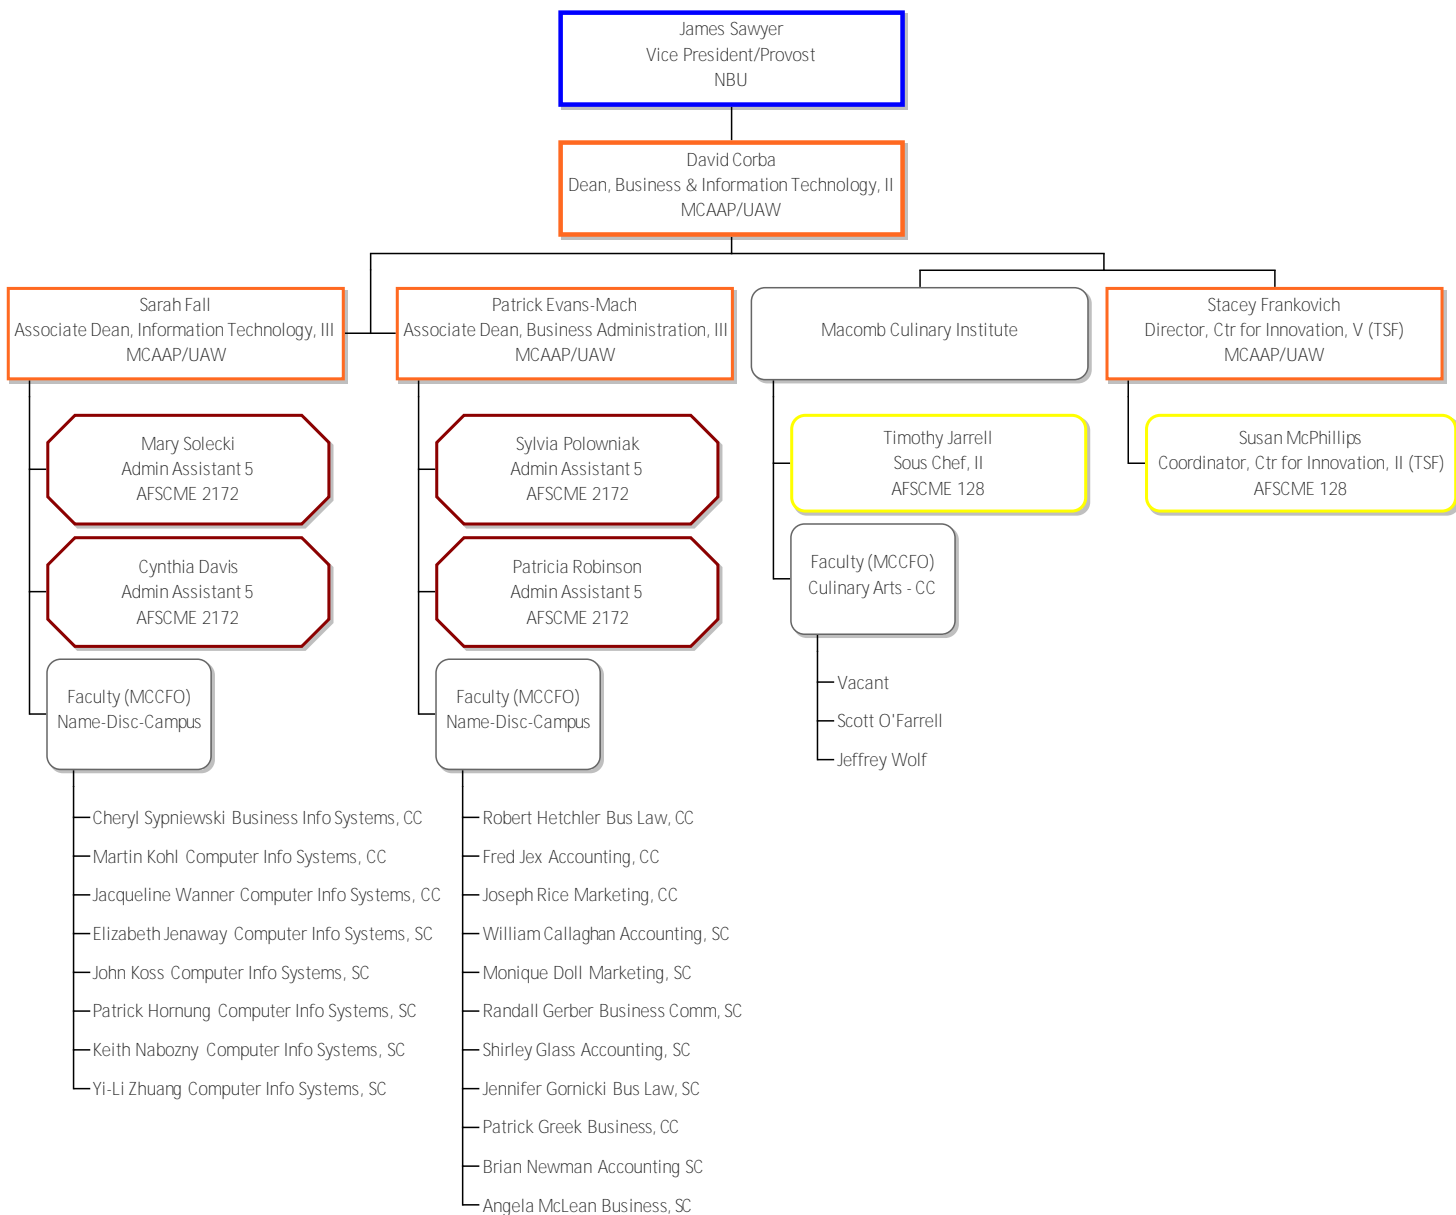 James Sawyer
Vice President/Provost
NBU
David Corba
Dean, Business & Information Technology, II
MCAAP/UAW
Sarah Fall
Associate Dean, Information Technology, III
MCAAP/UAW
Patrick Evans-Mach
Associate Dean, Business Administration, III
MCAAP/UAW
Macomb Culinary Institute
Stacey Frankovich
Director, Ctr for Innovation, V (TSF)
MCAAP/UAW
Mary Solecki
Admin Assistant 5
AFSCME 2172
Cynthia Davis
Admin Assistant 5
AFSCME 2172
Faculty (MCCFO)
Name-Disc-Campus
Cheryl Sypniewski Business Info Systems, CC
Martin Kohl Computer Info Systems, CC
Jacqueline Wanner Computer Info Systems, CC
Elizabeth Jenaway Computer Info Systems, SC
John Koss Computer Info Systems, SC
Patrick Hornung Computer Info Systems, SC
Keith Nabozny Computer Info Systems, SC
Yi-Li Zhuang Computer Info Systems, SC
Sylvia Polowniak
Admin Assistant 5
AFSCME 2172
Patricia Robinson
Admin Assistant 5
AFSCME 2172
Faculty (MCCFO)
Name-Disc-Campus
Robert Hetchler Bus Law, CC
Fred Jex Accounting, CC
Joseph Rice Marketing, CC
William Callaghan Accounting, SC
Monique Doll Marketing, SC
Randall Gerber Business Comm, SC
Shirley Glass Accounting, SC
Jennifer Gornicki Bus Law, SC
Patrick Greek Business, CC
Brian Newman Accounting SC
Angela McLean Business, SC
Timothy Jarrell
Sous Chef, II
AFSCME 128
Faculty (MCCFO)
Culinary Arts - CC
Vacant
Scott O'Farrell
Jeffrey Wolf
Susan McPhillips
Coordinator, Ctr for Innovation, II (TSF)
AFSCME 128